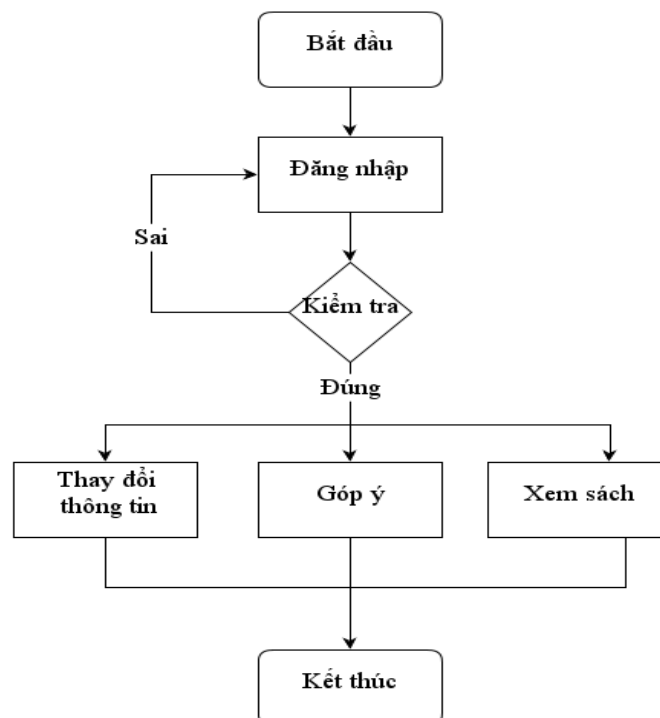 Bắt đầu
Đăng nhập
Sai
Kiểm tra
Đúng
Thay đổi
thông tin
Góp ý
Xem sách
Kết thúc